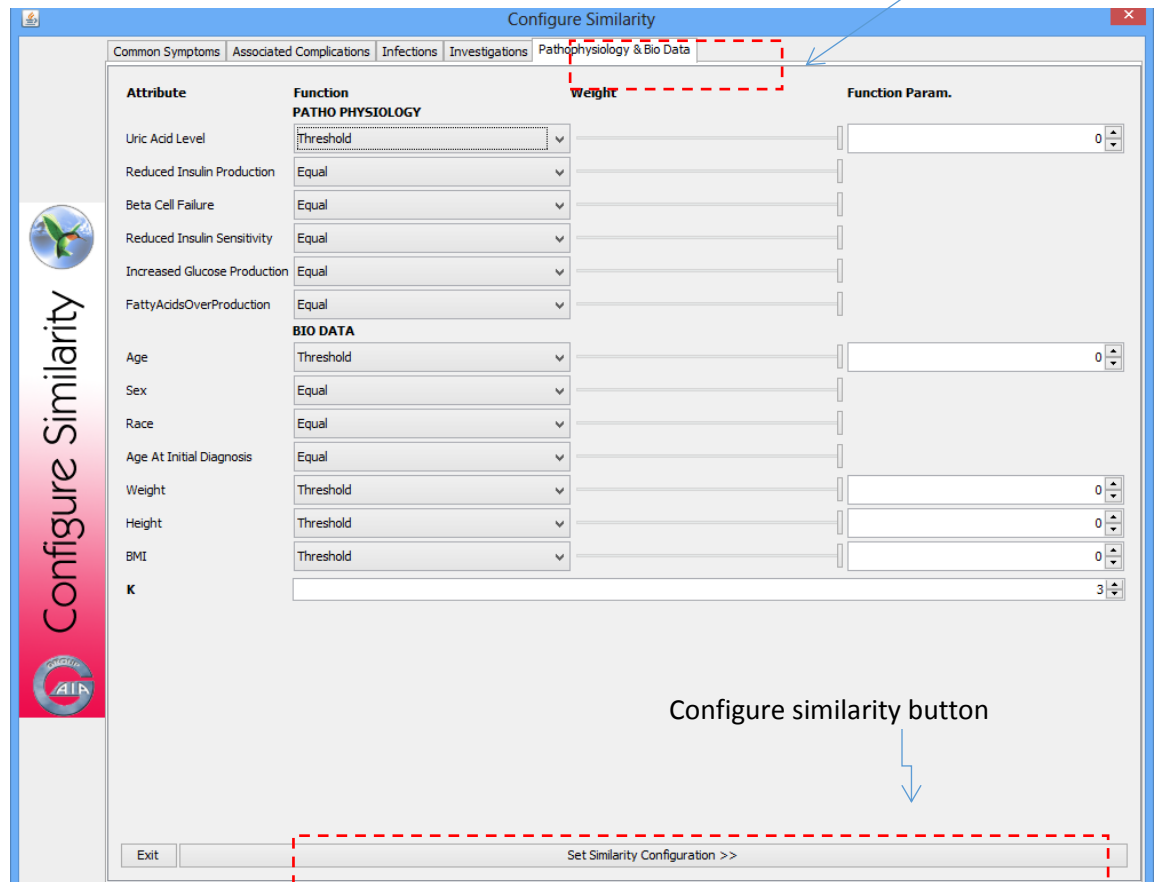 Configure Similarity
Common Symptoms Associated Complications Infections Investigations Pathophysiology & Bio Data
Attribute Function Weight Function Param.
PATHO PHYSIOLOGY
Uric Acid Level Threshold 0
Reduced Insulin Production Equal
Beta Cell Failure Equal
Reduced Insulin Sensitivity Equal
Increased Glucose Production Equal
FattyAcidsOverProduction Equal
BIO DATA
Age Threshold 0
Sex Equal
Race Equal
Age At Initial Diagnosis Equal
Weight Threshold 0
Height Threshold 0
BMI Threshold 0
K 3
Configure Similarity
GROUP
GAIA
Configure similarity button
Exit Set Similarity Configuration >>